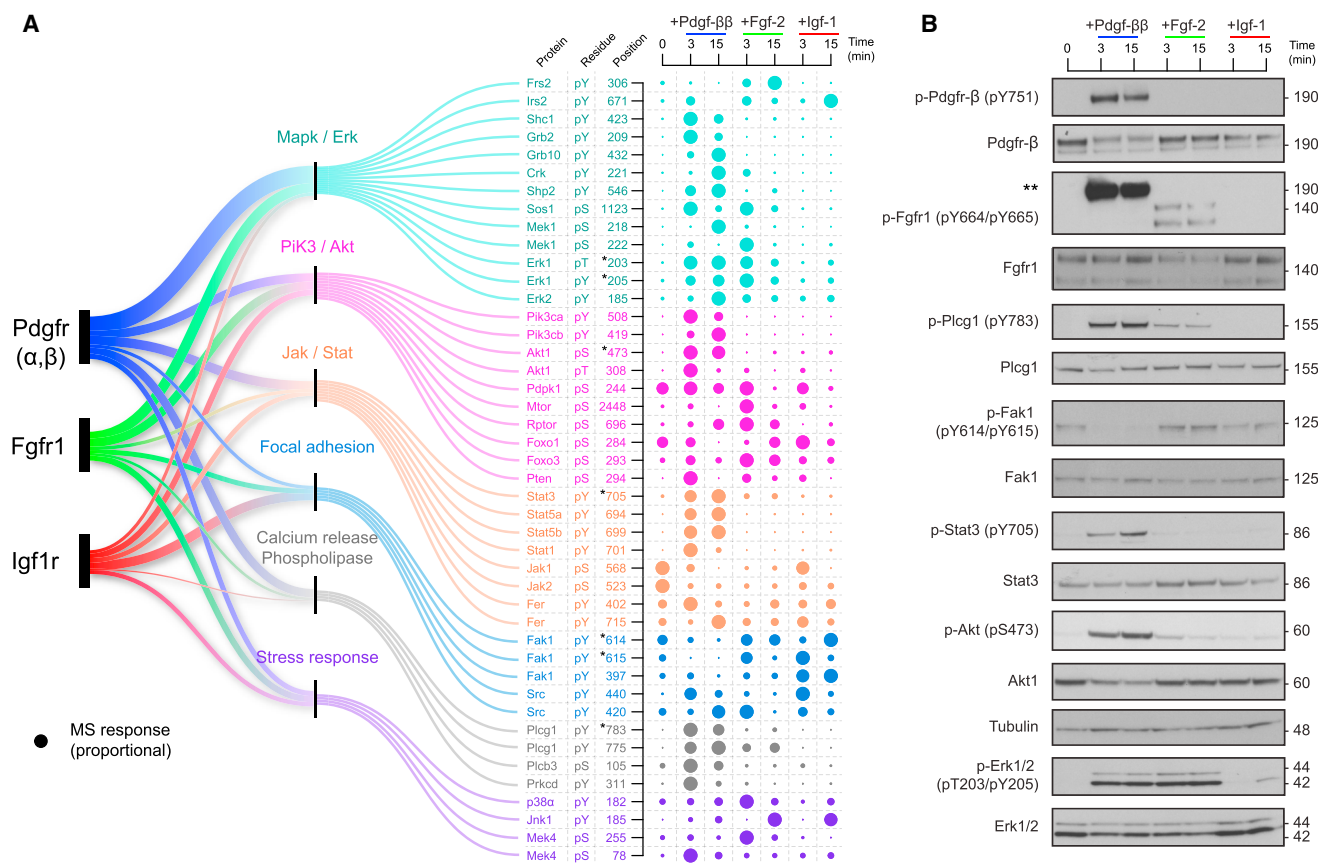 A
+Pdgf-ββ +Fgf-2 +Igf-1
Protein Residue Position 0 3 15 3 15 3 15 Time (min)
Mapk / Erk
PiK3 / Akt
Jak / Stat
Focal adhesion
Calcium release
Phospholipase
Stress response
Pdgfr
(α,β)
Fgfr1
Igf1r
MS response
(proportional)
Frs2 pY 306
Irs2 pY 671
Shc1 pY 423
Grb2 pY 209
Grb10 pY 432
Crk pY 221
Shp2 pY 546
Sos1 pS 1123
Mek1 pS 218
Mek1 pS 222
Erk1 pT *203
Erk1 pY *205
Erk2 pY 185
Pik3ca pY 508
Pik3cb pY 419
Akt1 pS *473
Akt1 pT 308
Pdpk1 pS 244
Mtor pS 2448
Rptor pS 696
Foxo1 pS 284
Foxo3 pS 293
Pten pS 294
Stat3 pY *705
Stat5a pY 694
Stat5b pY 699
Stat1 pY 701
Jak1 pS 568
Jak2 pS 523
Fer pY 402
Fer pY 715
Fak1 pY *614
Fak1 pY *615
Fak1 pY 397
Src pY 440
Src pY 420
Plcg1 pY *783
Plcg1 pY 775
Plcb3 pS 105
Prkcd pY 311
p38α pY 182
Jnk1 pY 185
Mek4 pS 255
Mek4 pS 78
B
+Pdgf-ββ +Fgf-2 +Igf-1
0 3 15 3 15 3 15 Time (min)
p-Pdgfr-β (pY751) 190
Pdgfr-β 190
** 190
140
p-Fgfr1 (pY664/pY665)
Fgfr1 140
p-Plcg1 (pY783) 155
Plcg1 155
p-Fak1
(pY614/pY615) 125
Fak1 125
p-Stat3 (pY705) 86
Stat3 86
p-Akt (pS473) 60
Akt1 60
Tubulin 48
p-Erk1/2 44
(pT203/pY205) 42
Erk1/2 44
42